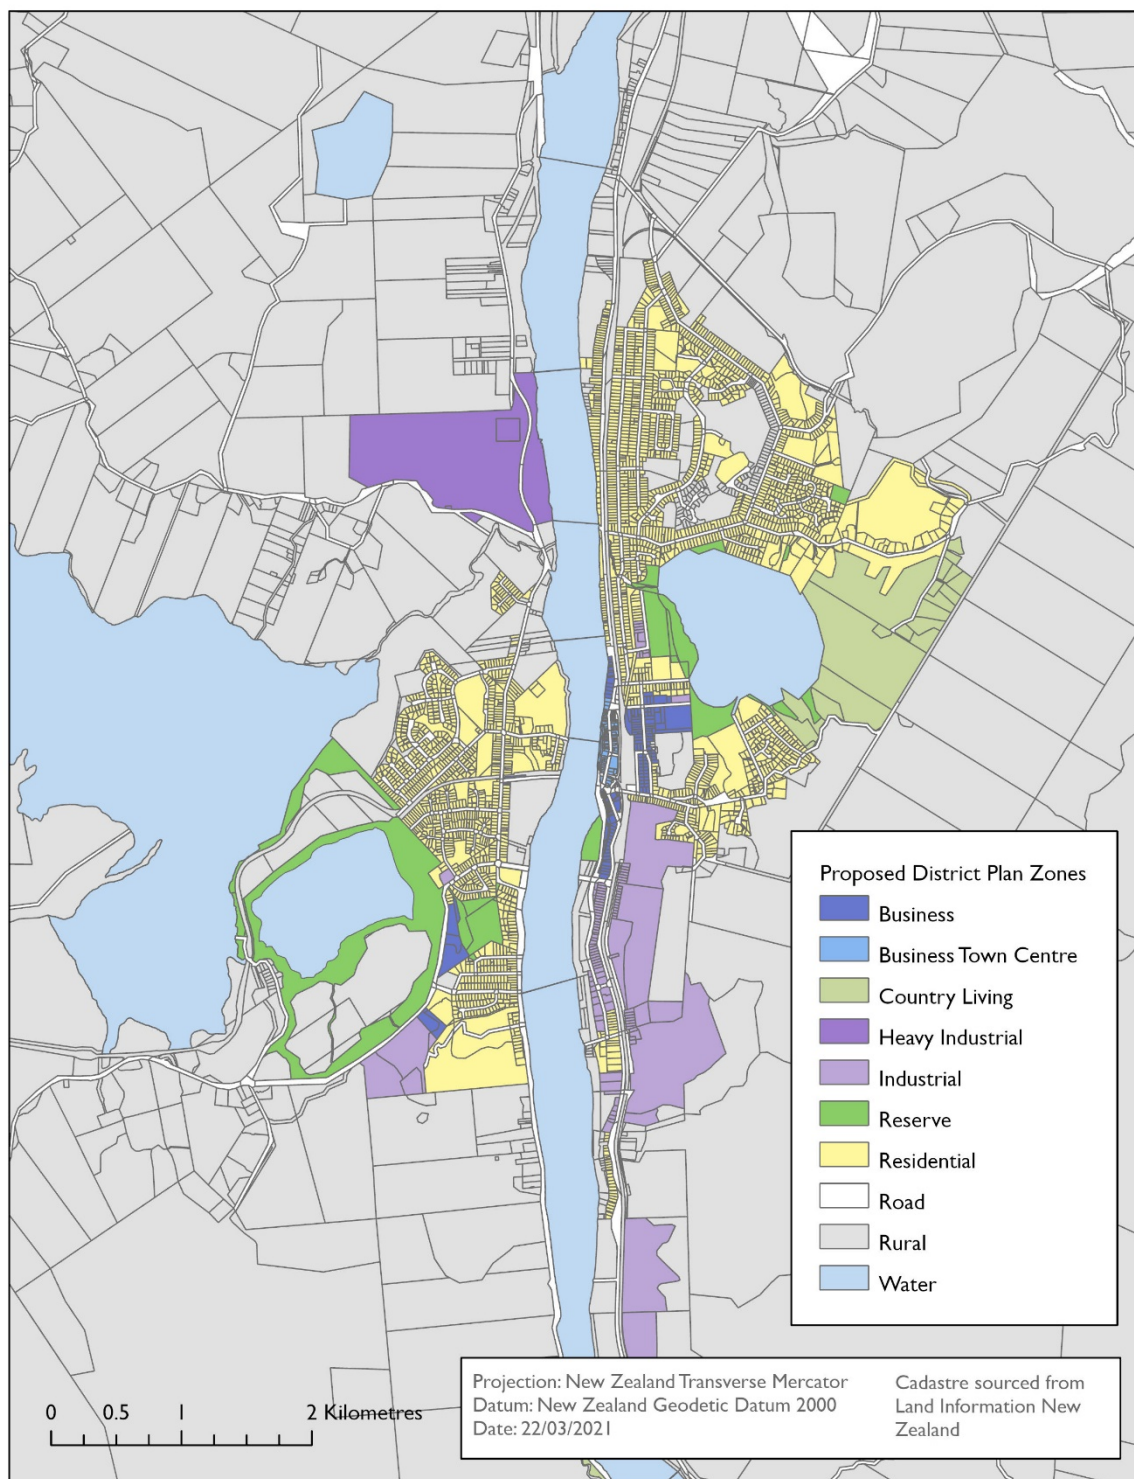 Proposed District Plan Zones
Business
Business Town Centre
Country Living
Heavy Industrial
Industrial
Reserve
Residential
Road
Rural
Water
0 0.5 1 2 Kilometres
Projection: New Zealand Transverse Mercator
Datum: New Zealand Geodetic Datum 2000
Date: 22/03/2021
Cadastre sourced from
Land Information New
Zealand